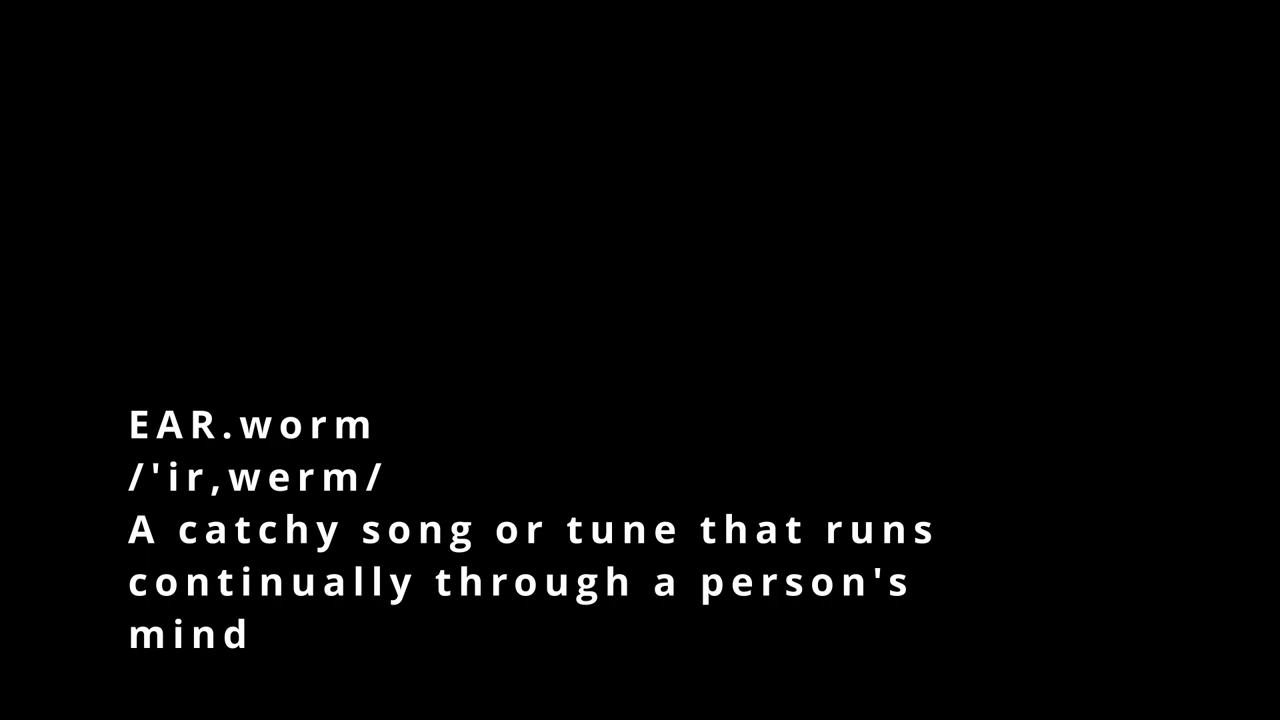 EAR.worm
/'ir,werm/
A catchy song or tune that runs
continually through a person's
mind